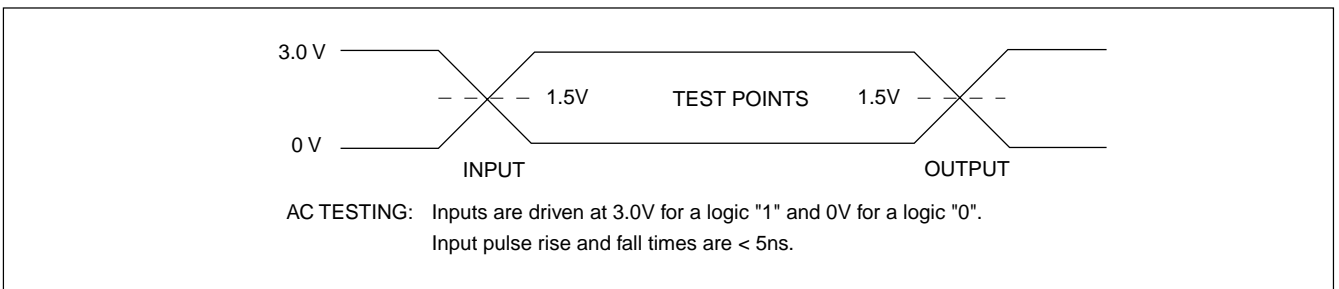 3.0 V
1.5V TEST POINTS 1.5V
0 V
INPUT OUTPUT
AC TESTING: Inputs are driven at 3.0V for a logic "1" and 0V for a logic "0".
Input pulse rise and fall times are < 5ns.